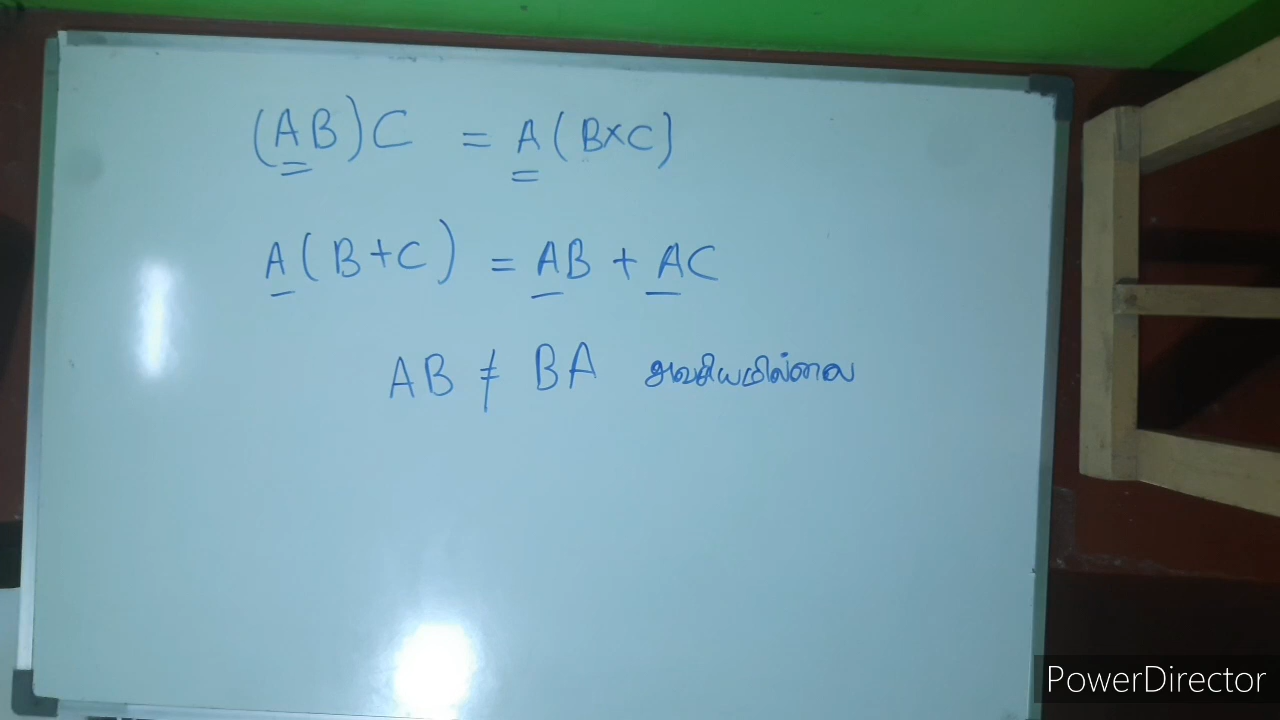 (AB)C = A(B×C)
A(B+C) = AB + AC
AB ≠ BA அவசியமில்லை
PowerDirector